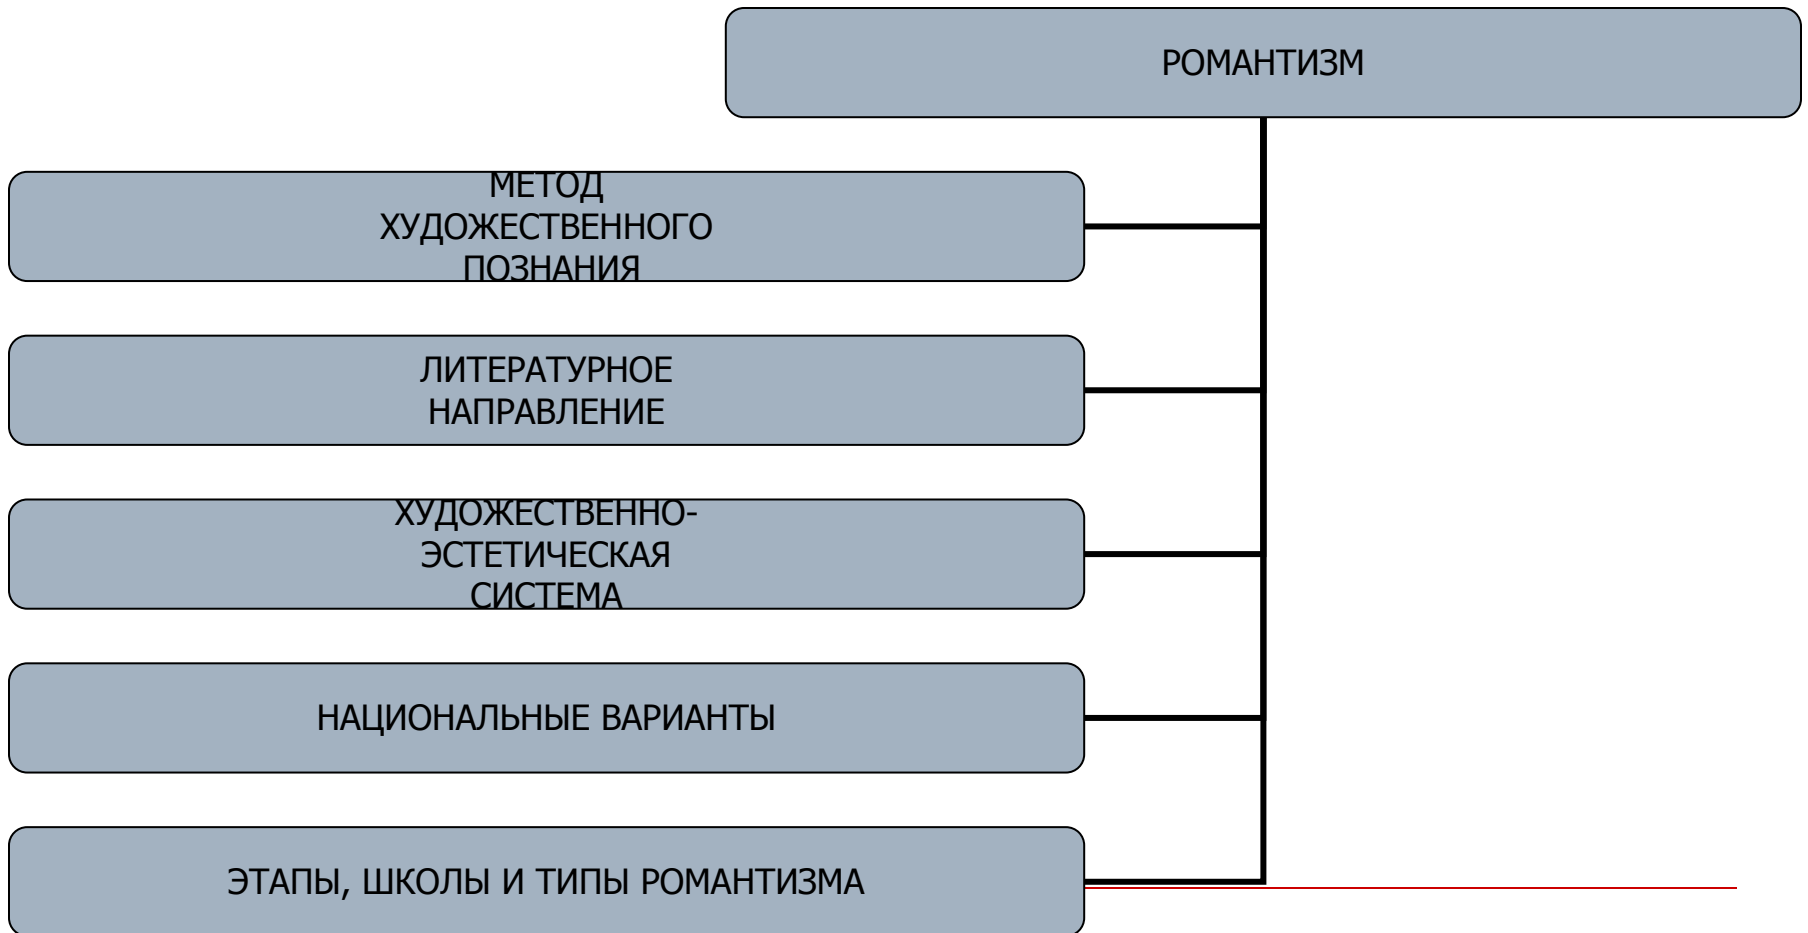 РОМАНТИЗМ
МЕТОД
ХУДОЖЕСТВЕННОГО
ПОЗНАНИЯ
ЛИТЕРАТУРНОЕ
НАПРАВЛЕНИЕ
ХУДОЖЕСТВЕННО-
ЭСТЕТИЧЕСКАЯ
СИСТЕМА
НАЦИОНАЛЬНЫЕ ВАРИАНТЫ
ЭТАПЫ, ШКОЛЫ И ТИПЫ РОМАНТИЗМА